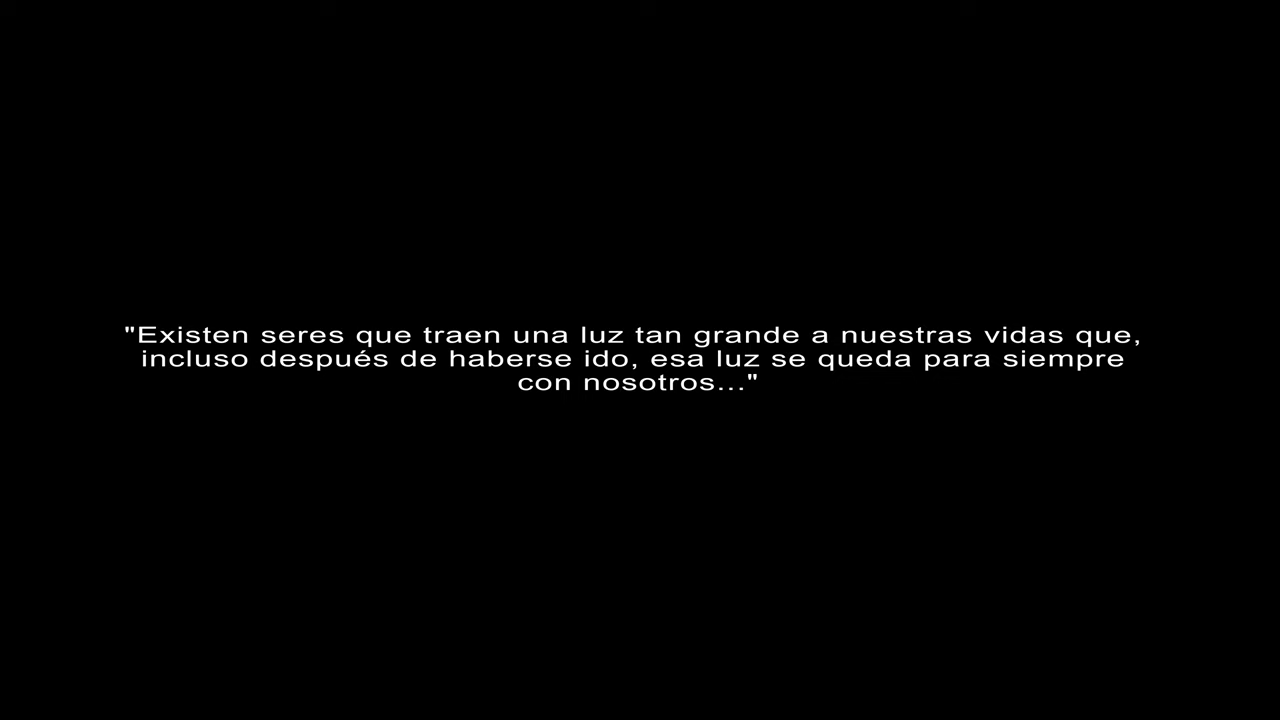 "Existen seres que traen una luz tan grande a nuestras vidas que,
incluso después de haberse ido, esa luz se queda para siempre
con nosotros..."